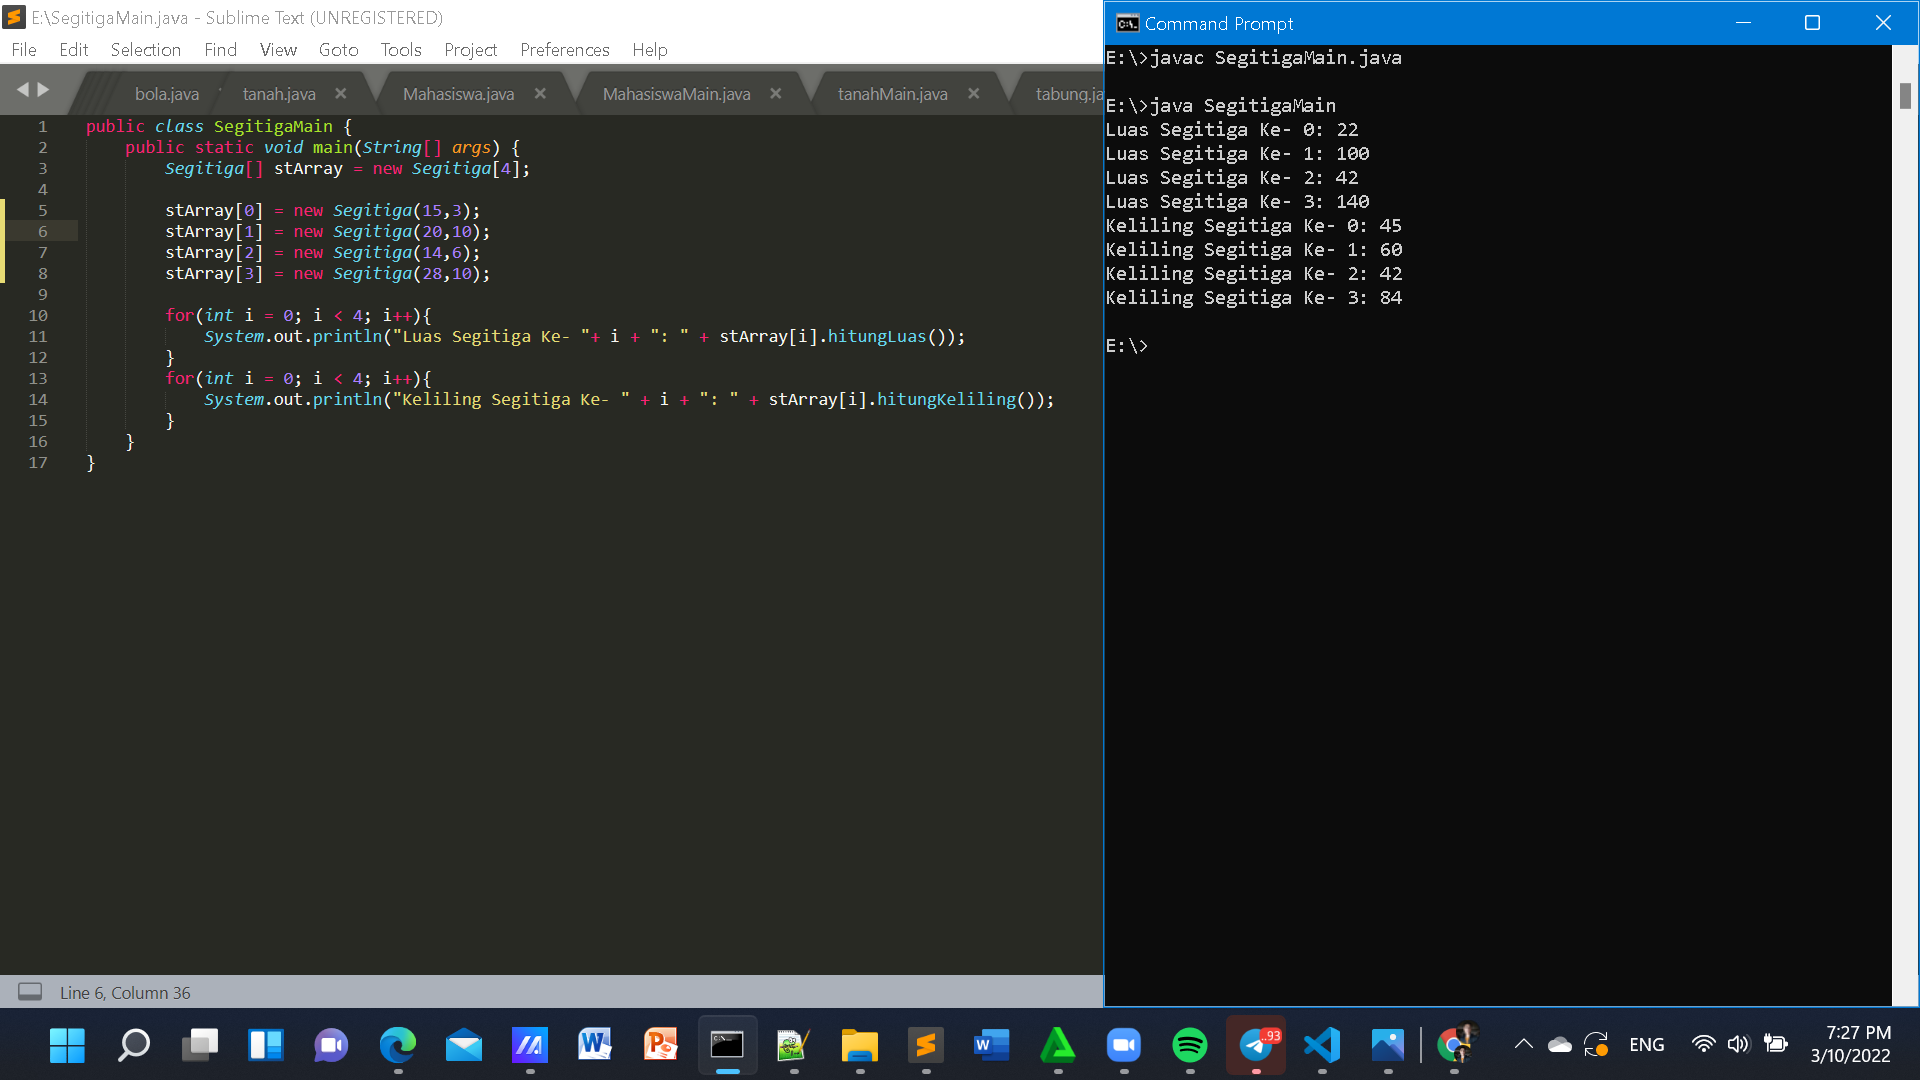 E:\SegitigaMain.java - Sublime Text (UNREGISTERED)
File Edit Selection Find View Goto Tools Project Preferences Help
bola.java tanah.java Mahasiswa.java MahasiswaMain.java tanahMain.java
1 public class SegitigaMain {
2 public static void main(String[] args) {
3 Segitiga[] stArray = new Segitiga[4];
4
5 stArray[0] = new Segitiga(15,3);
6 stArray[1] = new Segitiga(20,10);
7 stArray[2] = new Segitiga(14,6);
8 stArray[3] = new Segitiga(28,10);
9
10 for(int i = 0; i < 4; i++){
11 System.out.println("Luas Segitiga Ke- "+ i + ": " + stArray[i].hitungLuas());
12 }
13 for(int i = 0; i < 4; i++){
14 System.out.println("Keliling Segitiga Ke- " + i + ": " + stArray[i].hitungKeliling());
15 }
16 }
17 }
Line 6, Column 36
Command Prompt
E:\>javac SegitigaMain.java
E:\>java SegitigaMain
Luas Segitiga Ke- 0: 22
Luas Segitiga Ke- 1: 100
Luas Segitiga Ke- 2: 42
Luas Segitiga Ke- 3: 140
Keliling Segitiga Ke- 0: 45
Keliling Segitiga Ke- 1: 60
Keliling Segitiga Ke- 2: 42
Keliling Segitiga Ke- 3: 84
E:\>
..93
ENG
7:27 PM
3/10/2022